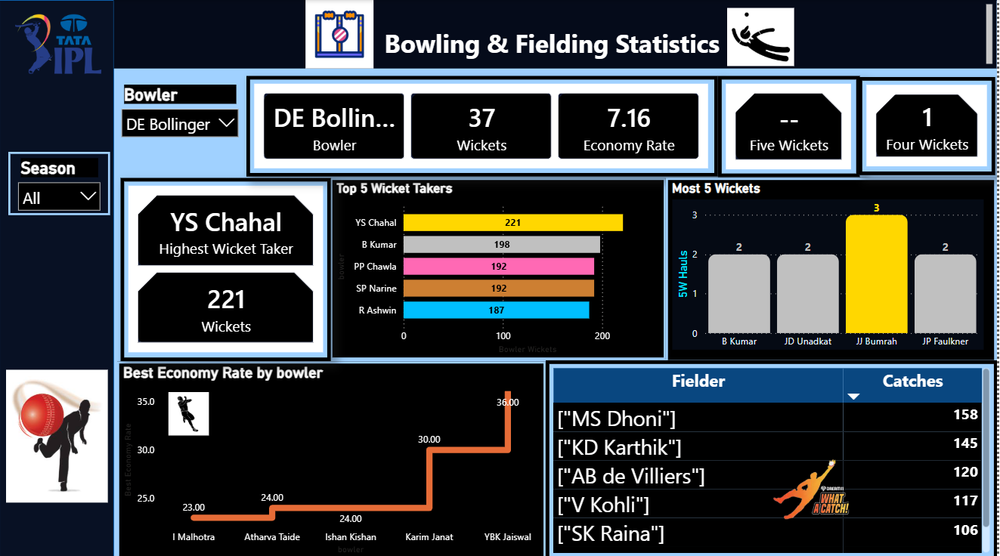 TATA
IPL
Bowling & Fielding Statistics
Bowler
DE Bollinger
DE Bollin...
Bowler
37
Wickets
7.16
Economy Rate
--
Five Wickets
1
Four Wickets
Season
All
YS Chahal
Highest Wicket Taker
221
Wickets
Top 5 Wicket Takers
bowler
YS Chahal
221
B Kumar
198
PP Chawla
192
SP Narine
192
R Ashwin
187
0
100
200
Bowler Wickets
Most 5 Wickets
5W Hauls
3
2
1
0
2
2
3
2
B Kumar
JD Unadkat
JJ Bumrah
JP Faulkner
Best Economy Rate by bowler
Best Economy Rate
35.0
30.0
25.0
23.00
24.00
24.00
30.00
36.00
I Malhotra
Atharva Taide
Ishan Kishan
Karim Janat
YBK Jaiswal
bowler
Fielder Catches
["MS Dhoni"] 158
["KD Karthik"] 145
["AB de Villiers"] 120
["V Kohli"] 117
["SK Raina"] 106
DREAM11
WHAT
A CATCH!